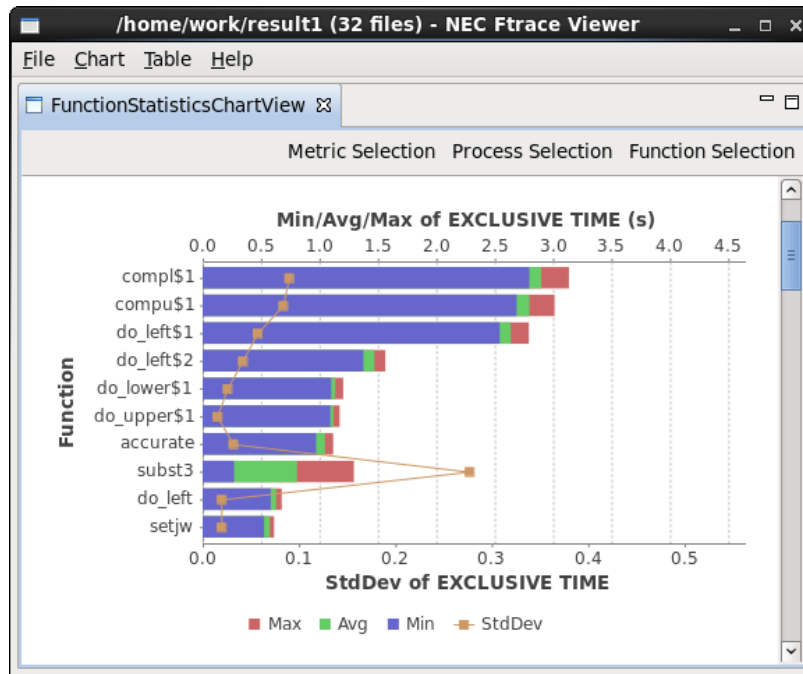 /home/work/result1 (32 files) - NEC Ftrace Viewer
File Chart Table Help
FunctionStatisticsChartView
Metric Selection Process Selection Function Selection
Min/Avg/Max of EXCLUSIVE TIME (s)
0.0 0.5 1.0 1.5 2.0 2.5 3.0 3.5 4.0 4.5
Function
compl$1
compu$1
do_left$1
do_left$2
do_lower$1
do_upper$1
accurate
subst3
do_left
setjw
0.0 0.1 0.2 0.3 0.4 0.5
StdDev of EXCLUSIVE TIME
Max Avg Min StdDev